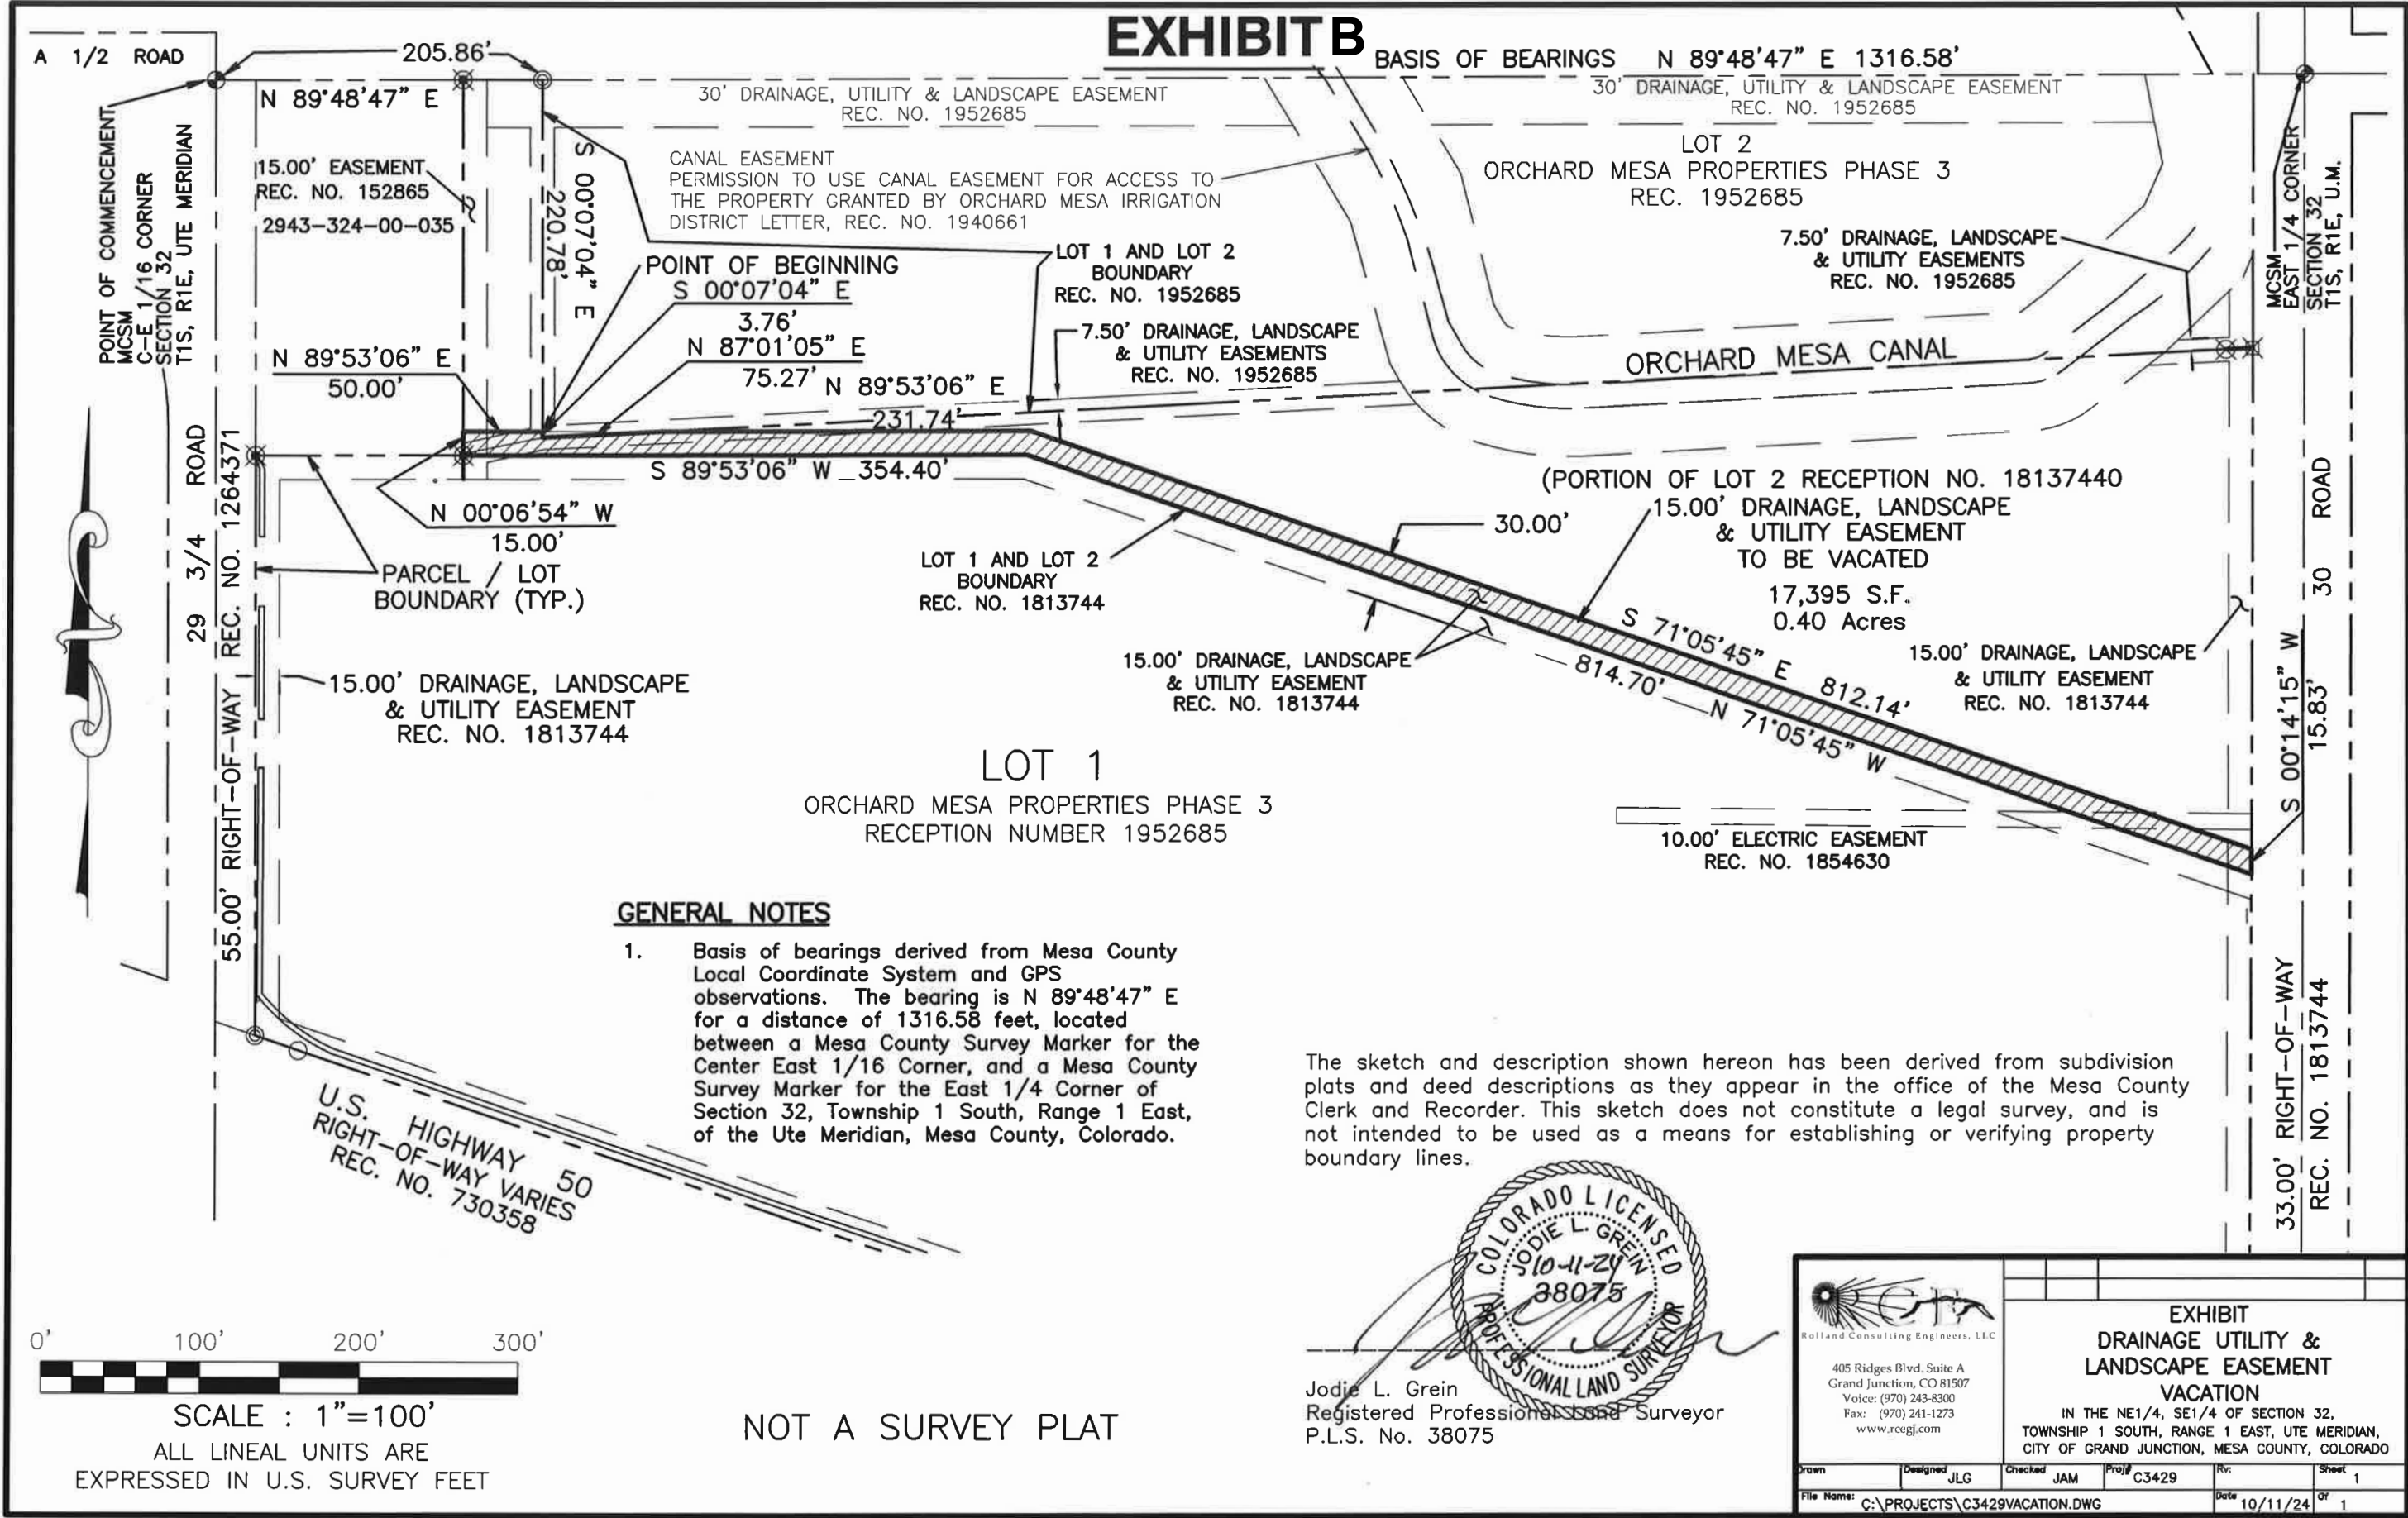 EXHIBIT B
A 1/2 ROAD
205.86'
BASIS OF BEARINGS N 89°48'47" E 1316.58'
N 89°48'47" E
30' DRAINAGE, UTILITY & LANDSCAPE EASEMENT
REC. NO. 1952685
30' DRAINAGE, UTILITY & LANDSCAPE EASEMENT
REC. NO. 1952685
POINT OF COMMENCEMENT
MCSM
C-E 1/16 CORNER
SECTION 32
T1S, R1E, UTE MERIDIAN
15.00' EASEMENT
REC. NO. 152865
2943-324-00-035
S 00°07'04" E
220.78'
CANAL EASEMENT
PERMISSION TO USE CANAL EASEMENT FOR ACCESS TO
THE PROPERTY GRANTED BY ORCHARD MESA IRRIGATION
DISTRICT LETTER, REC. NO. 1940661
LOT 2
ORCHARD MESA PROPERTIES PHASE 3
REC. 1952685
MCSM
EAST 1/4 CORNER
SECTION 32
T1S, R1E, U.M.
7.50' DRAINAGE, LANDSCAPE
& UTILITY EASEMENTS
REC. NO. 1952685
POINT OF BEGINNING
S 00°07'04" E
3.76'
N 87°01'05" E
75.27'
LOT 1 AND LOT 2
BOUNDARY
REC. NO. 1952685
7.50' DRAINAGE, LANDSCAPE
& UTILITY EASEMENTS
REC. NO. 1952685
N 89°53'06" E
50.00'
N 89°53'06" E
231.74'
ORCHARD MESA CANAL
S 89°53'06" W 354.40'
N 00°06'54" W
15.00'
PARCEL / LOT
BOUNDARY (TYP.)
29 3/4 ROAD
REC. NO. 1264371
55.00' RIGHT-OF-WAY
(PORTION OF LOT 2 RECEPTION NO. 18137440
15.00' DRAINAGE, LANDSCAPE
& UTILITY EASEMENT
TO BE VACATED
17,395 S.F.
0.40 Acres
30.00'
LOT 1 AND LOT 2
BOUNDARY
REC. NO. 1813744
15.00' DRAINAGE, LANDSCAPE
& UTILITY EASEMENT
REC. NO. 1813744
S 71°05'45" E 812.14'
814.70' N 71°05'45" W
15.00' DRAINAGE, LANDSCAPE
& UTILITY EASEMENT
REC. NO. 1813744
30 ROAD
S 00°14'15" W
15.83'
15.00' DRAINAGE, LANDSCAPE
& UTILITY EASEMENT
REC. NO. 1813744
LOT 1
ORCHARD MESA PROPERTIES PHASE 3
RECEPTION NUMBER 1952685
10.00' ELECTRIC EASEMENT
REC. NO. 1854630
33.00' RIGHT-OF-WAY
REC. NO. 1813744
GENERAL NOTES
1. Basis of bearings derived from Mesa County
Local Coordinate System and GPS
observations. The bearing is N 89°48'47" E
for a distance of 1316.58 feet, located
between a Mesa County Survey Marker for the
Center East 1/16 Corner, and a Mesa County
Survey Marker for the East 1/4 Corner of
Section 32, Township 1 South, Range 1 East,
of the Ute Meridian, Mesa County, Colorado.
U.S. HIGHWAY 50
RIGHT-OF-WAY VARIES
REC. NO. 730358
The sketch and description shown hereon has been derived from subdivision
plats and deed descriptions as they appear in the office of the Mesa County
Clerk and Recorder. This sketch does not constitute a legal survey, and is
not intended to be used as a means for establishing or verifying property
boundary lines.
COLORADO LICENSED
JODIE L. GREIN
10-11-24
38075
PROFESSIONAL LAND SURVEYOR
Jodie L. Grein
Registered Professional Land Surveyor
P.L.S. No. 38075
0' 100' 200' 300'
SCALE : 1"=100'
ALL LINEAL UNITS ARE
EXPRESSED IN U.S. SURVEY FEET
NOT A SURVEY PLAT
Rolland Consulting Engineers, LLC
405 Ridges Blvd. Suite A
Grand Junction, CO 81507
Voice: (970) 243-8300
Fax: (970) 241-1273
www.rcegj.com
EXHIBIT
DRAINAGE UTILITY &
LANDSCAPE EASEMENT
VACATION
IN THE NE1/4, SE1/4 OF SECTION 32,
TOWNSHIP 1 SOUTH, RANGE 1 EAST, UTE MERIDIAN,
CITY OF GRAND JUNCTION, MESA COUNTY, COLORADO
Drawn Designed JLG Checked JAM Proj# C3429 Rv: Sheet 1
File Name: C:\PROJECTS\C3429VACATION.DWG Date 10/11/24 Of 1